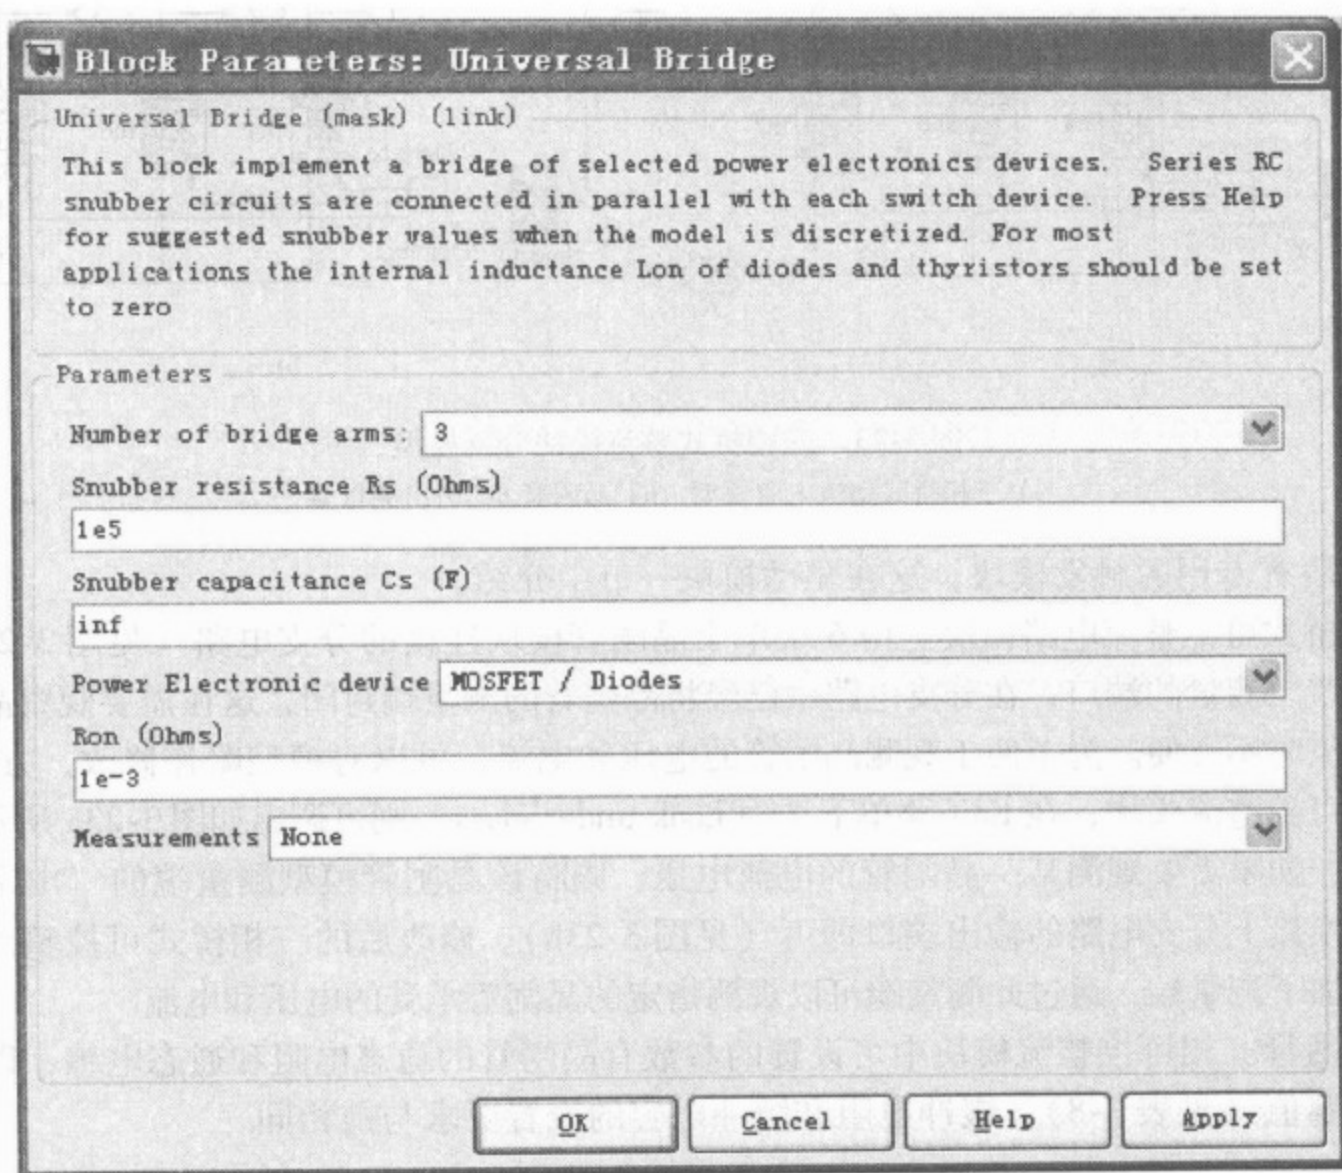 Block Parameters: Universal Bridge
Universal Bridge (mask) (link)
This block implement a bridge of selected power electronics devices. Series RC
snubber circuits are connected in parallel with each switch device. Press Help
for suggested snubber values when the model is discretized. For most
applications the internal inductance Lon of diodes and thyristors should be set
to zero
Parameters
Number of bridge arms: 3
Snubber resistance Rs (Ohms)
1e5
Snubber capacitance Cs (F)
inf
Power Electronic device MOSFET / Diodes
Ron (Ohms)
1e-3
Measurements None
OK Cancel Help Apply